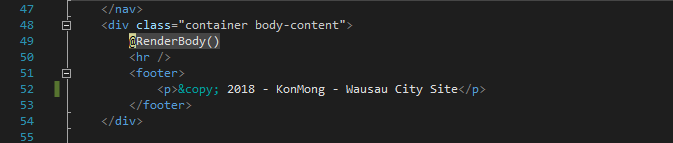 47 </nav>
48 <div class="container body-content">
49 @RenderBody()
50 <hr />
51 <footer>
52 <p>&copy; 2018 - KonMong - Wausau City Site</p>
53 </footer>
54 </div>
55